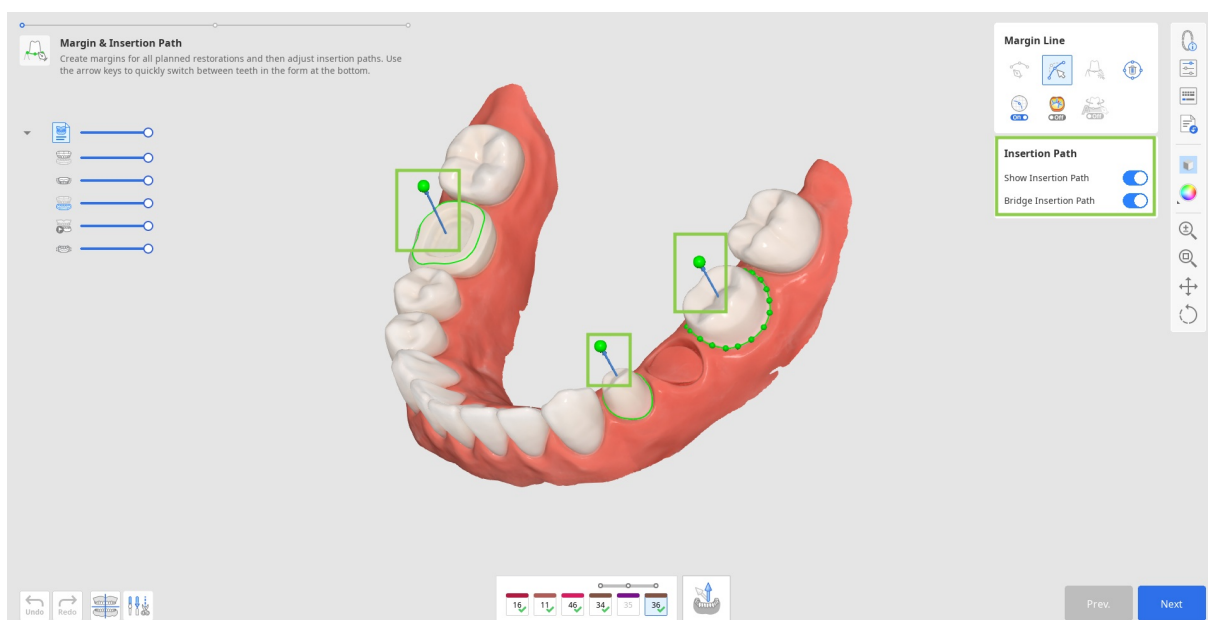 Margin & Insertion Path
Create margins for all planned restorations and then adjust insertion paths. Use
the arrow keys to quickly switch between teeth in the form at the bottom.
Margin Line
On
Off
Off
Insertion Path
Show Insertion Path
Bridge Insertion Path
Undo
Redo
16
11
46
34
35
36
Prev.
Next